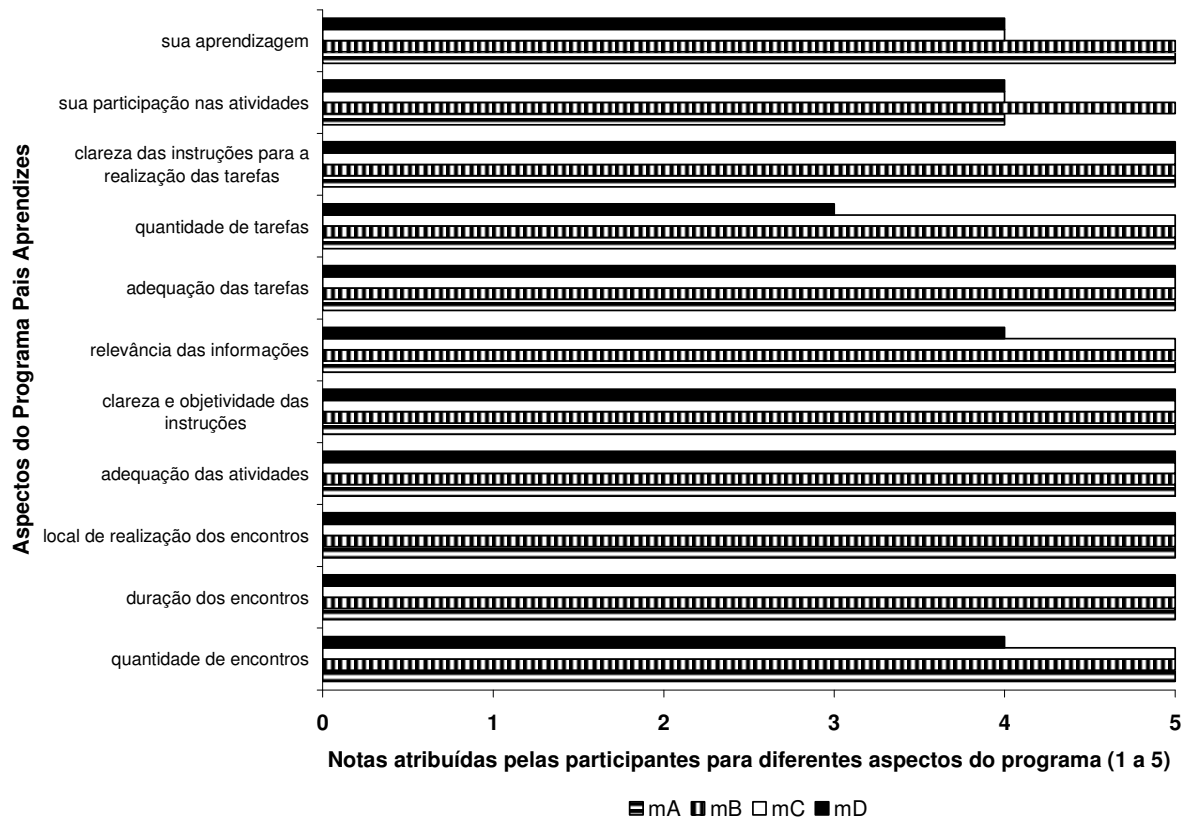 sua aprendizagem
sua participação nas atividades
clareza das instruções para a
realização das tarefas
quantidade de tarefas
adequação das tarefas
relevância das informações
clareza e objetividade das
instruções
adequação das atividades
local de realização dos encontros
duração dos encontros
quantidade de encontros
Aspectos do Programa Pais Aprendizes
0 1 2 3 4 5
Notas atribuídas pelas participantes para diferentes aspectos do programa (1 a 5)
mA mB mC mD